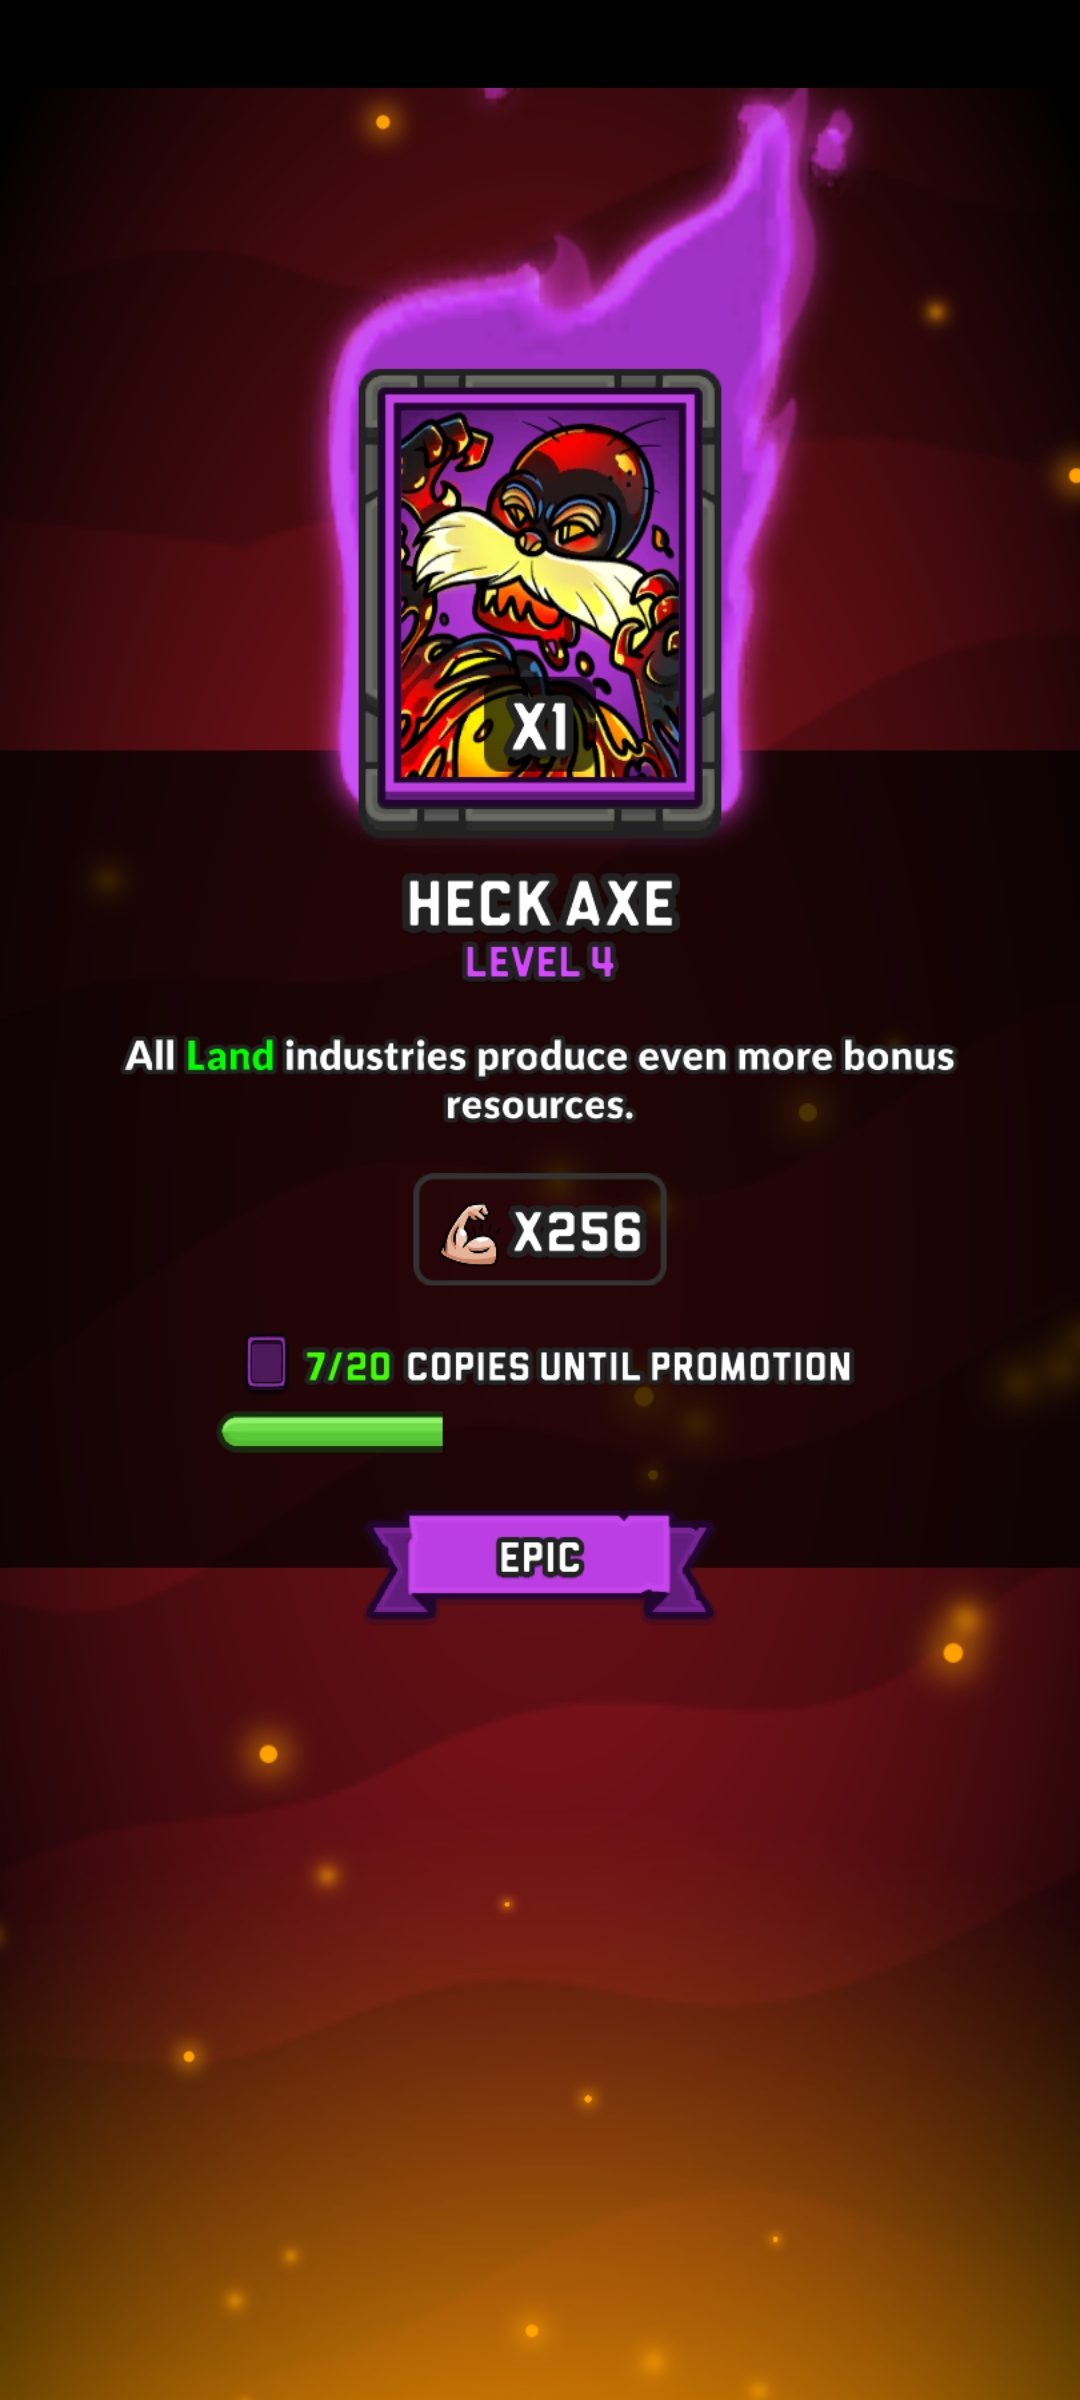 X1
HECK AXE
LEVEL 4
All Land industries produce even more bonus
resources.
X256
7/20 COPIES UNTIL PROMOTION
EPIC